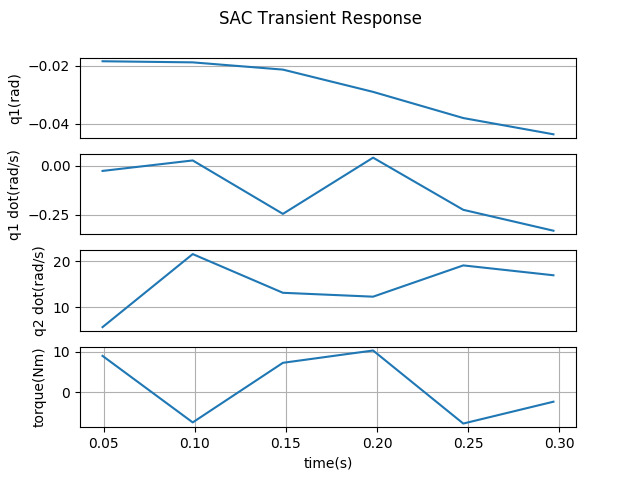 SAC Transient Response
q1(rad)
−0.02
−0.04
q1 dot(rad/s)
0.00
−0.25
q2 dot(rad/s)
20
10
torque(Nm)
10
0
0.05 0.10 0.15 0.20 0.25 0.30
time(s)